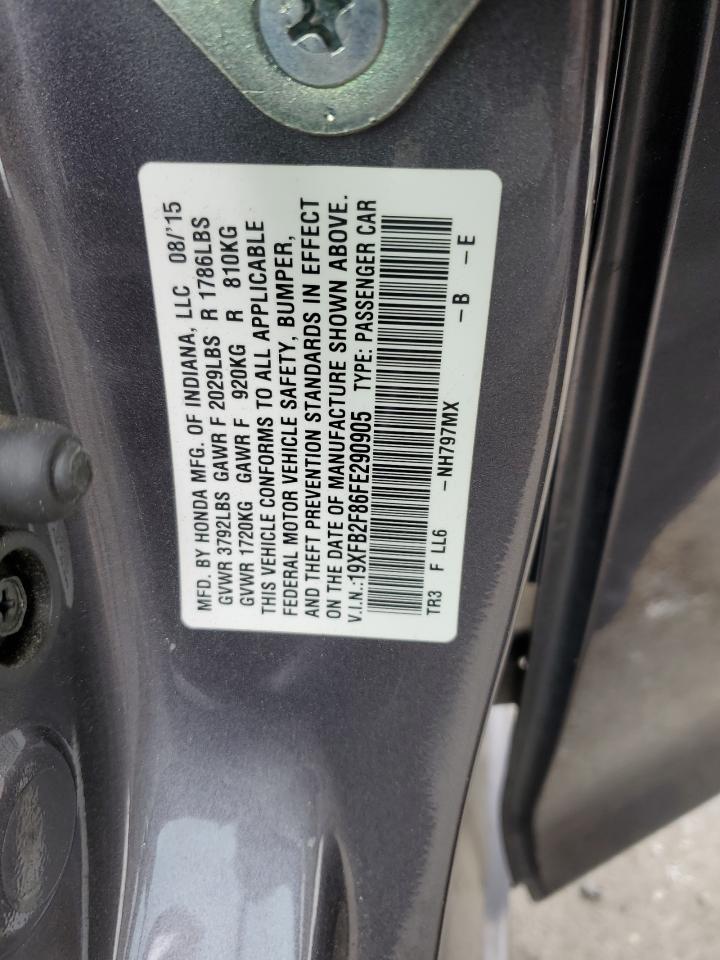 MFD. BY HONDA MFG. OF INDIANA, LLC 08/'15
GVWR 3792LBS GAWR F 2029LBS R 1786LBS
GVWR 1720KG GAWR F 920KG R 810KG
THIS VEHICLE CONFORMS TO ALL APPLICABLE
FEDERAL MOTOR VEHICLE SAFETY, BUMPER,
AND THEFT PREVENTION STANDARDS IN EFFECT
ON THE DATE OF MANUFACTURE SHOWN ABOVE.
V.I.N.:19XFB2F86FE290905 TYPE: PASSENGER CAR
TR3 F LL6 -NH797MX -B -E